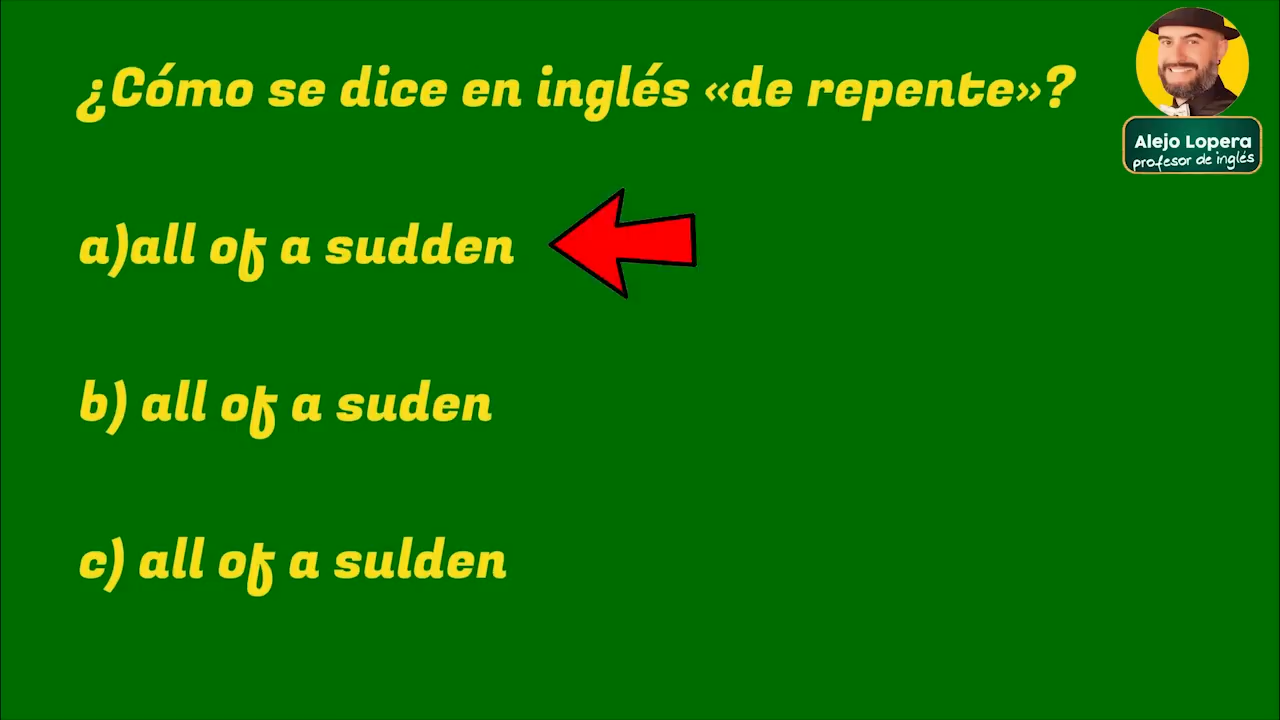 ¿Cómo se dice en inglés «de repente»?
Alejo Lopera
profesor de inglés
a)all of a sudden
b) all of a suden
c) all of a sulden